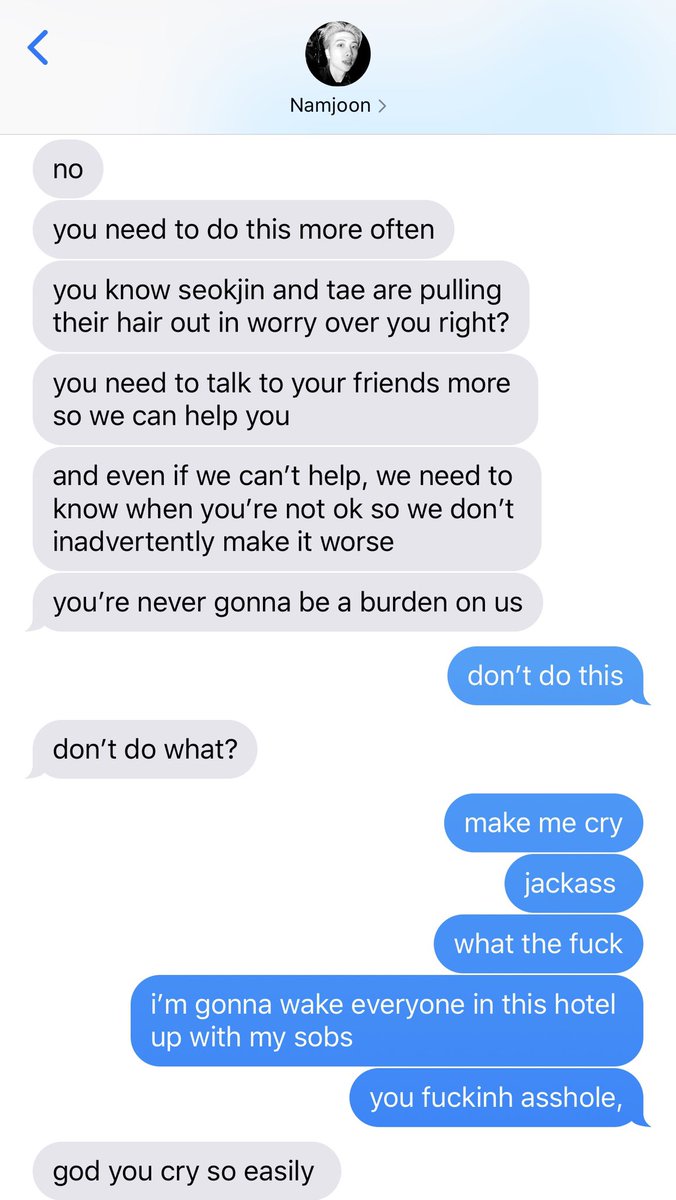 Namjoon >
no
you need to do this more often
you know seokjin and tae are pulling
their hair out in worry over you right?
you need to talk to your friends more
so we can help you
and even if we can’t help, we need to
know when you’re not ok so we don’t
inadvertently make it worse
you’re never gonna be a burden on us
don’t do this
don’t do what?
make me cry
jackass
what the fuck
i’m gonna wake everyone in this hotel
up with my sobs
you fuckinh asshole,
god you cry so easily